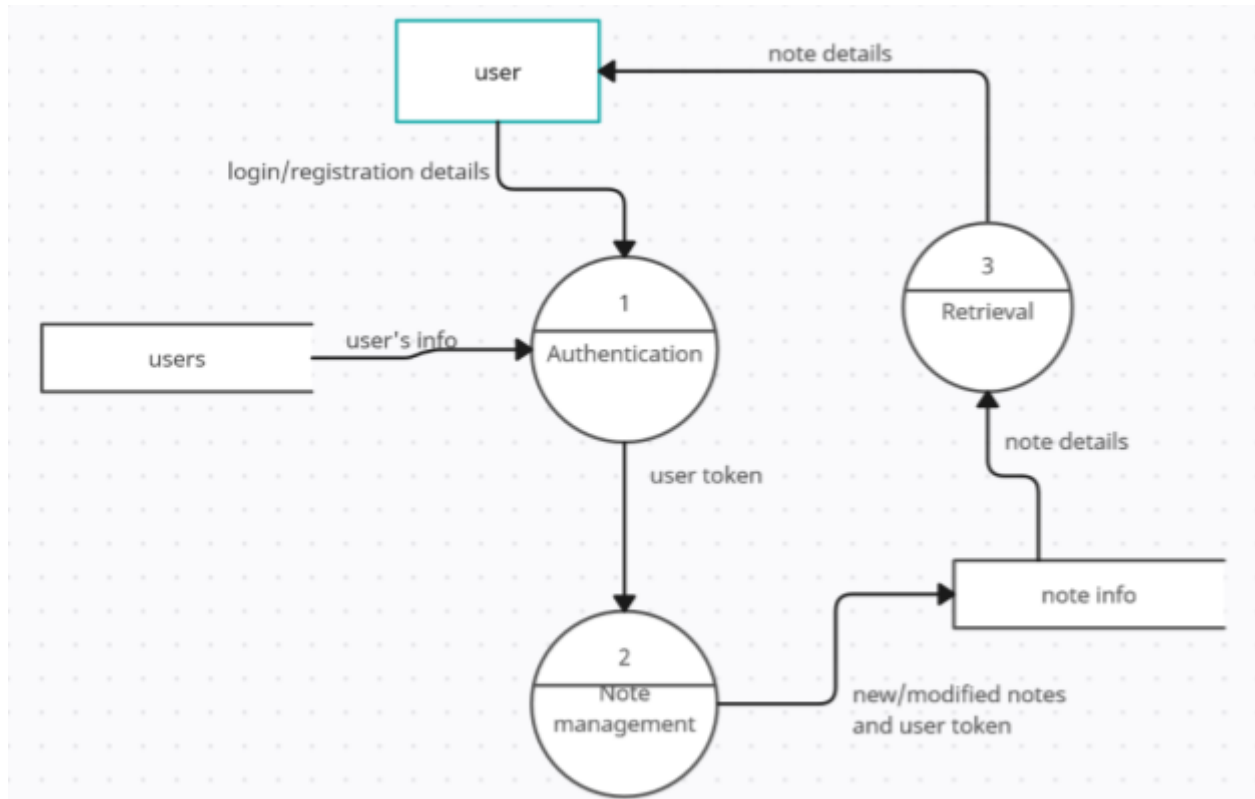 user
note details
login/registration details
1
Authentication
3
Retrieval
users
user's info
user token
note details
note info
2
Note
management
new/modified notes
and user token